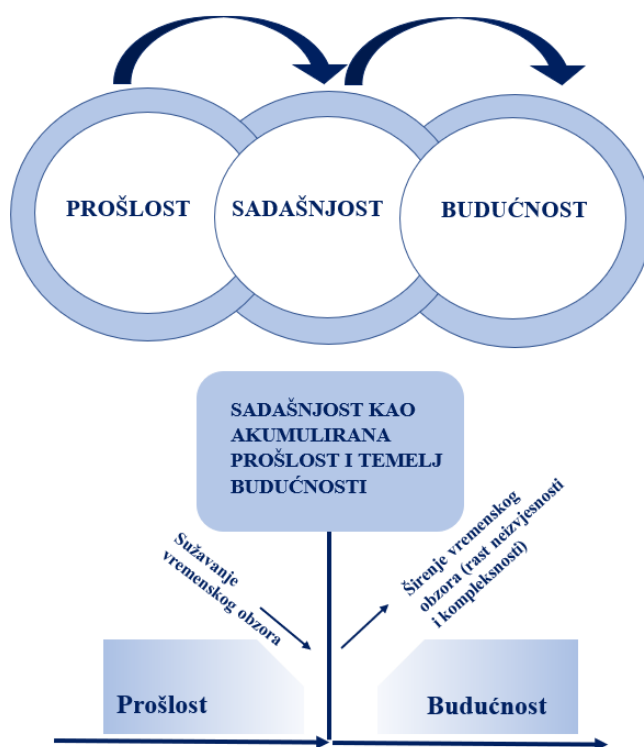 PROŠLOST
SADAŠNJOST
BUDUĆNOST
SADAŠNJOST KAO
AKUMULIRANA
PROŠLOST I TEMELJ
BUDUĆNOSTI
Sužavanje
vremenskog obzora
Širenje vremenskog
obzora (rast neizvjesnosti
i kompleksnosti)
Prošlost
Budućnost